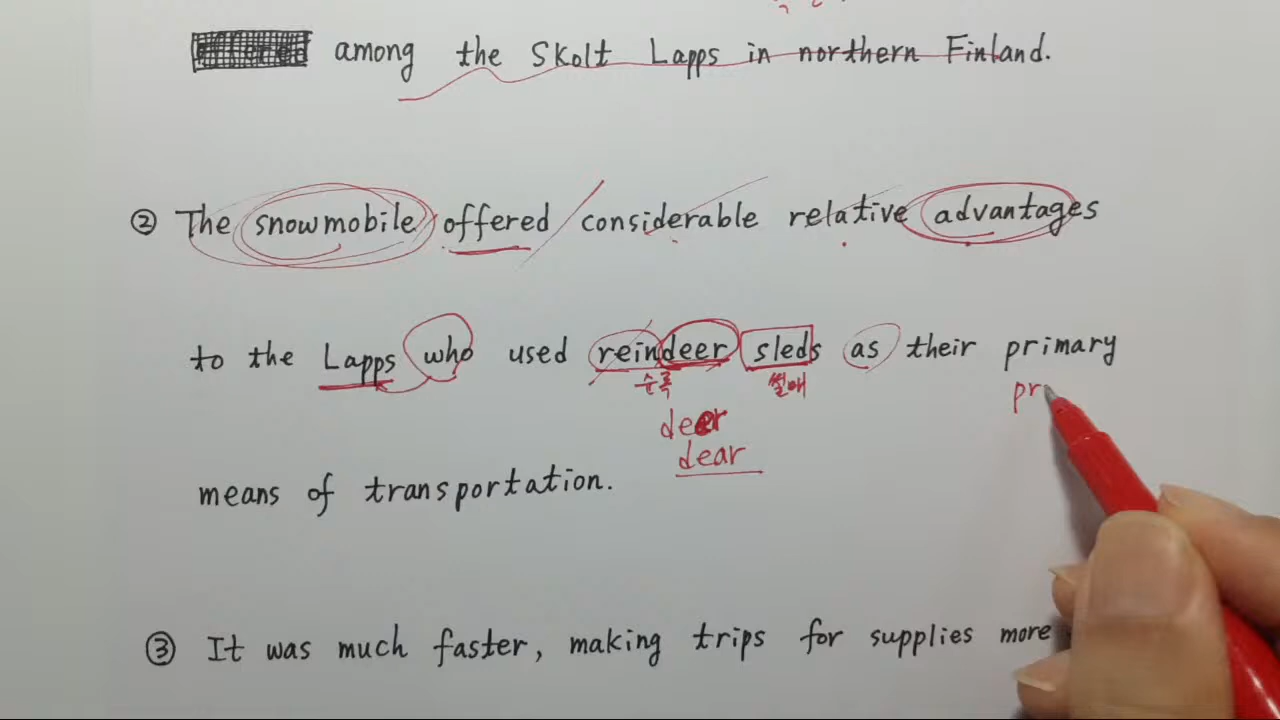 among the Skolt Lapps in northern Finland.
② The snowmobile offered considerable relative advantages
to the Lapps who used reindeer sleds as their primary
순록 썰매 pr
deer
dear
means of transportation.
③ It was much faster, making trips for supplies more